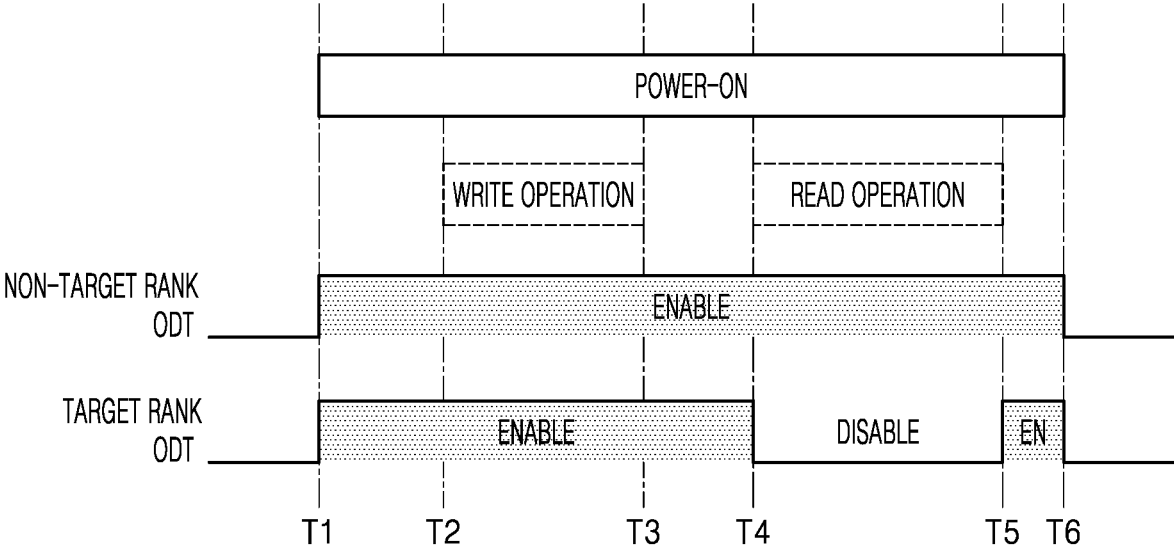 POWER-ON
WRITE OPERATION
READ OPERATION
NON-TARGET RANK
ODT
ENABLE
TARGET RANK
ODT
ENABLE
DISABLE
EN
T1
T2
T3
T4
T5
T6